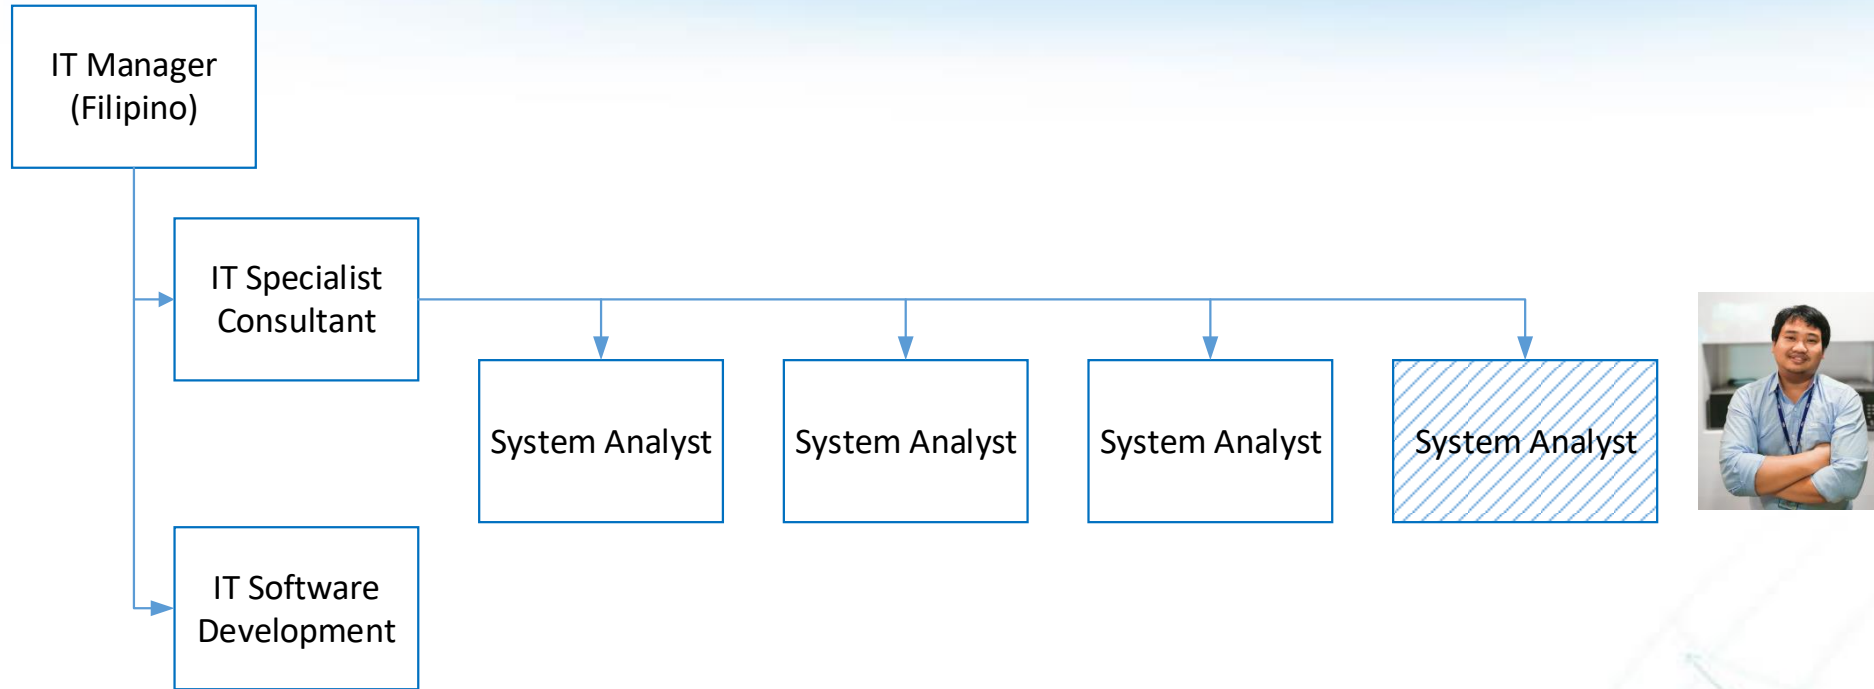 IT Manager
(Filipino)
IT Specialist
Consultant
System Analyst
System Analyst
System Analyst
System Analyst
IT Software
Development